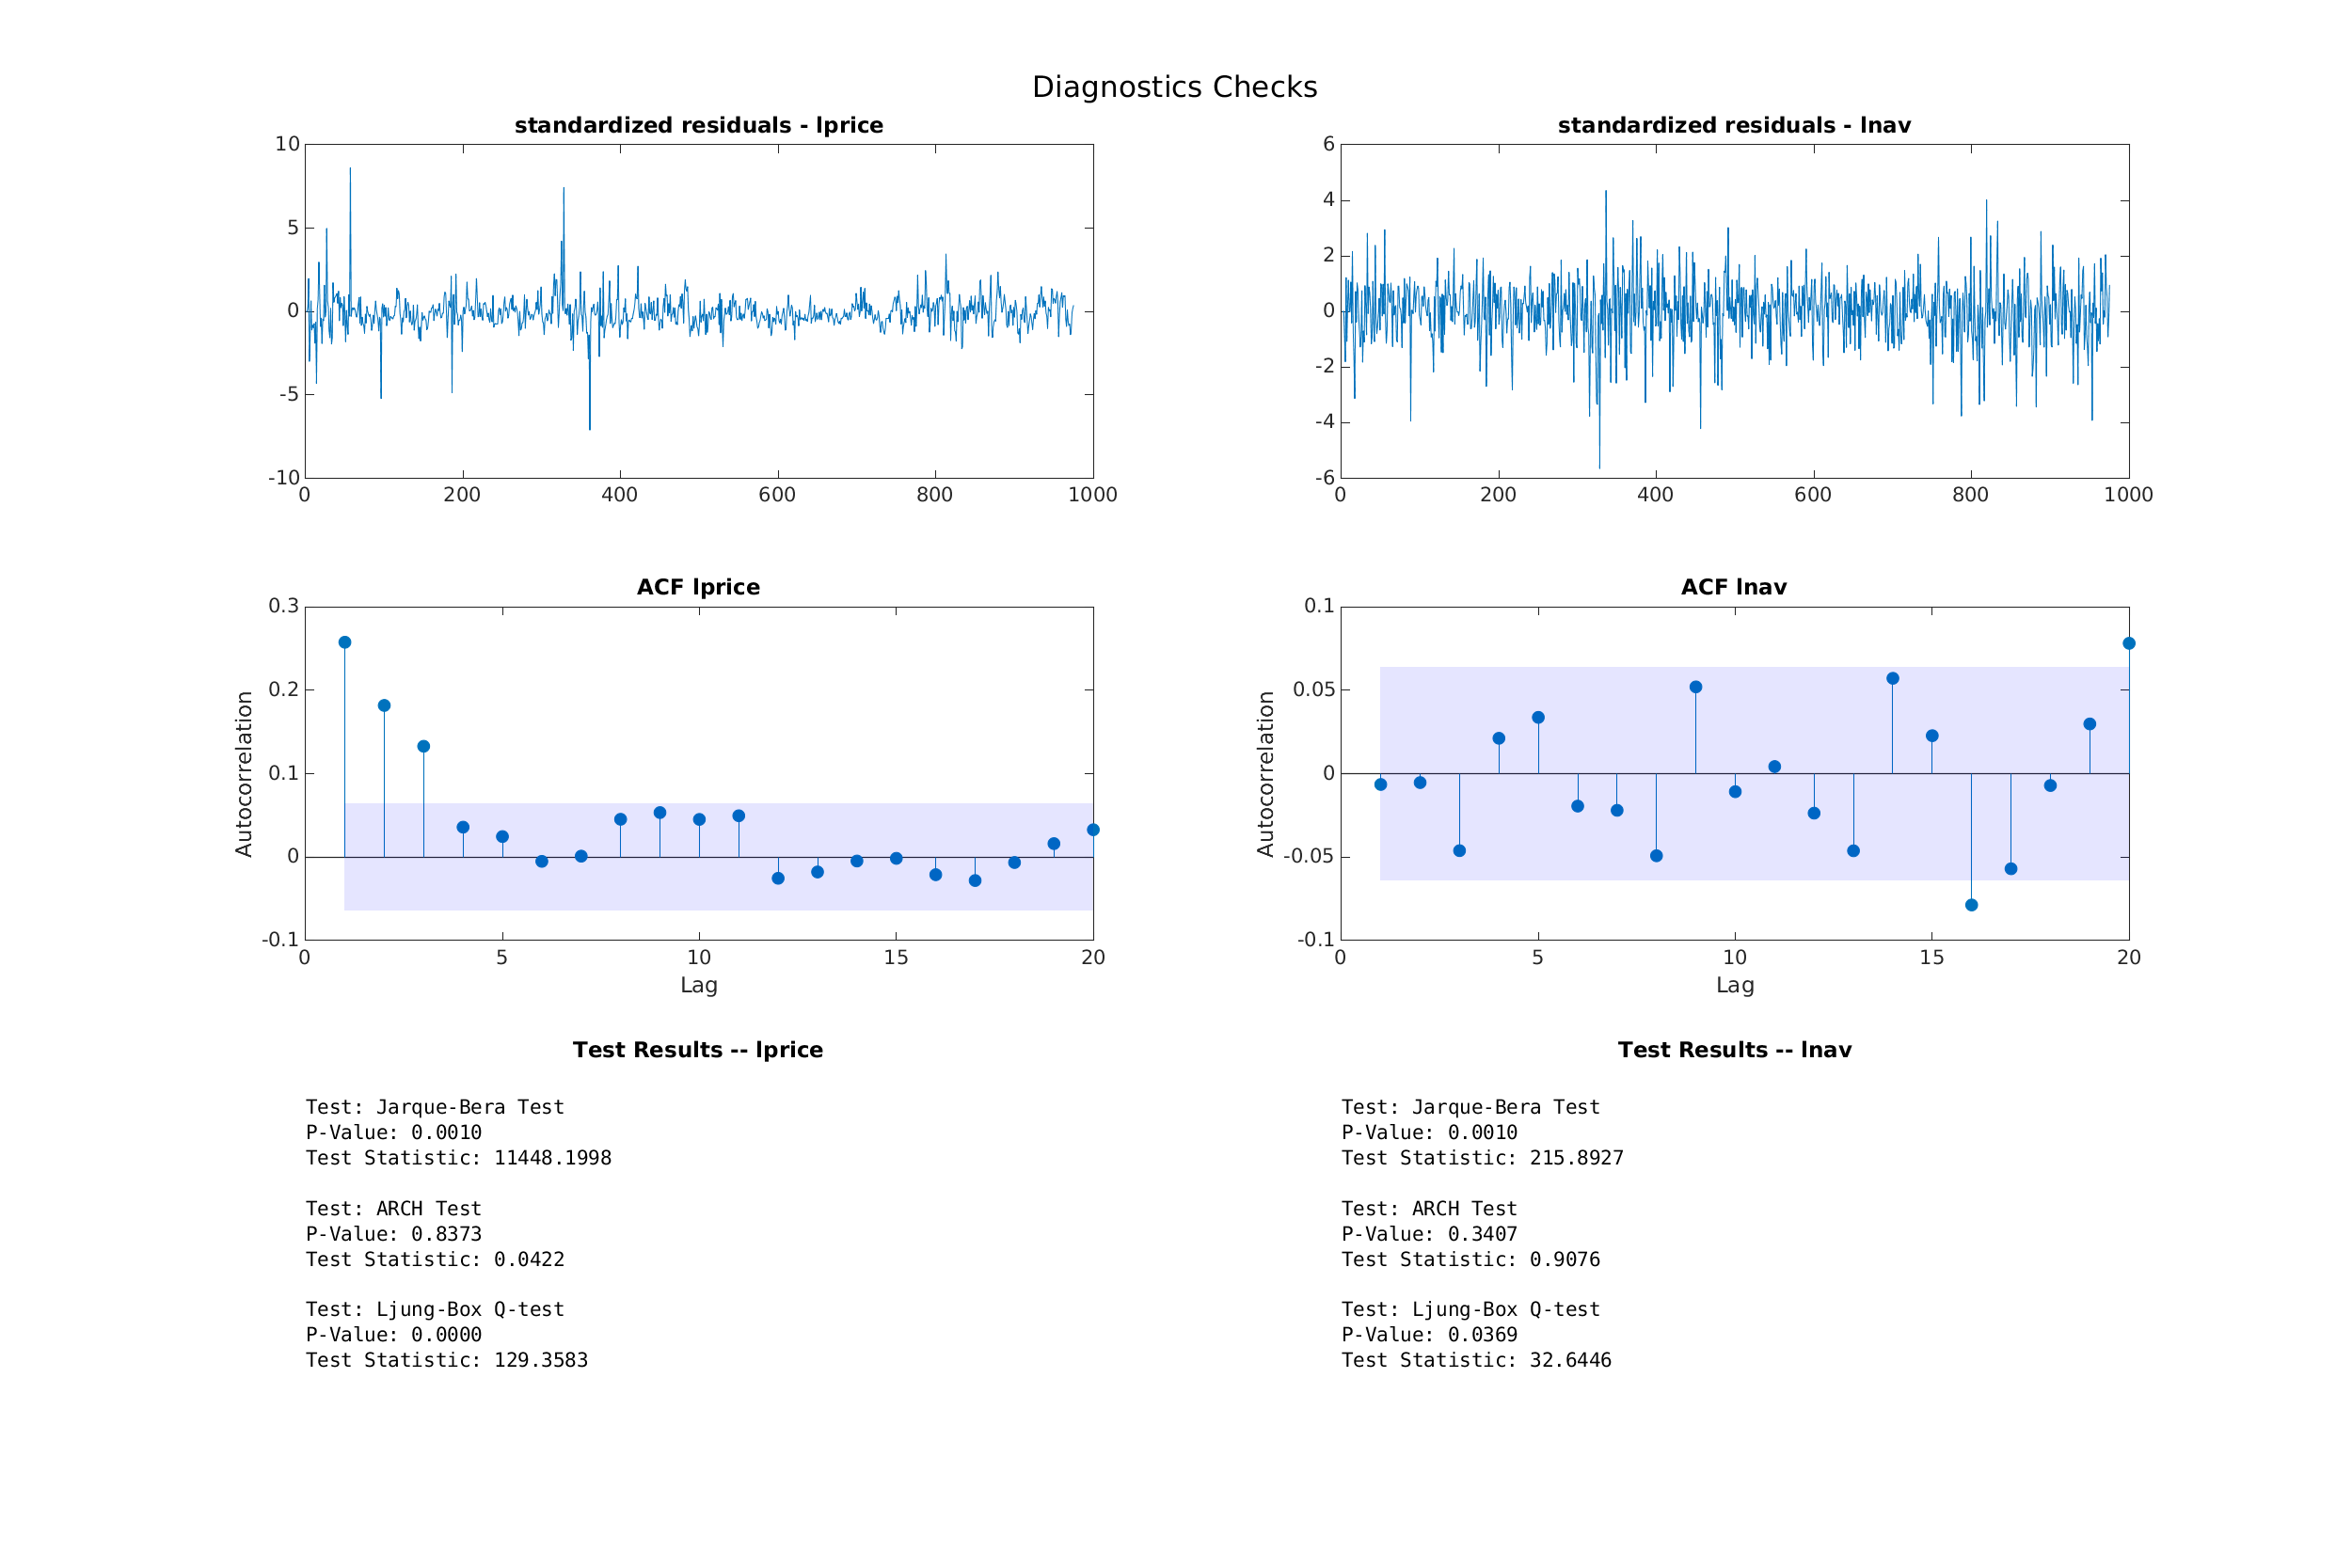 Diagnostics Checks
standardized residuals - lprice
10
5
0
-5
-10
0 200 400 600 800 1000
standardized residuals - lnav
6
4
2
0
-2
-4
-6
0 200 400 600 800 1000
ACF lprice
0.3
0.2
0.1
0
-0.1
Autocorrelation
0 5 10 15 20
Lag
ACF lnav
0.1
0.05
0
-0.05
-0.1
Autocorrelation
0 5 10 15 20
Lag
Test Results -- lprice
Test: Jarque-Bera Test
P-Value: 0.0010
Test Statistic: 11448.1998
Test: ARCH Test
P-Value: 0.8373
Test Statistic: 0.0422
Test: Ljung-Box Q-test
P-Value: 0.0000
Test Statistic: 129.3583
Test Results -- lnav
Test: Jarque-Bera Test
P-Value: 0.0010
Test Statistic: 215.8927
Test: ARCH Test
P-Value: 0.3407
Test Statistic: 0.9076
Test: Ljung-Box Q-test
P-Value: 0.0369
Test Statistic: 32.6446